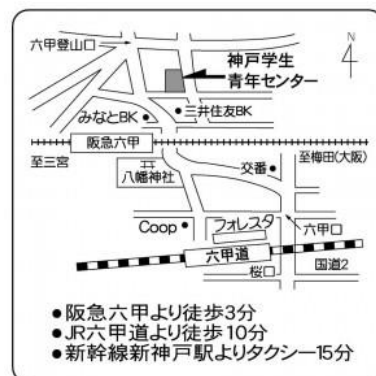 六甲登山口
神戸学生
青年センター
4
みなとBK
三井住友BK
阪急六甲
至三宮
至梅田(大阪)
八幡神社
交番
Coop
フォレスタ
六甲口
六甲道
桜口
国道2
●阪急六甲より徒歩3分
●JR六甲道より徒歩10分
●新幹線新神戸駅よりタクシー15分